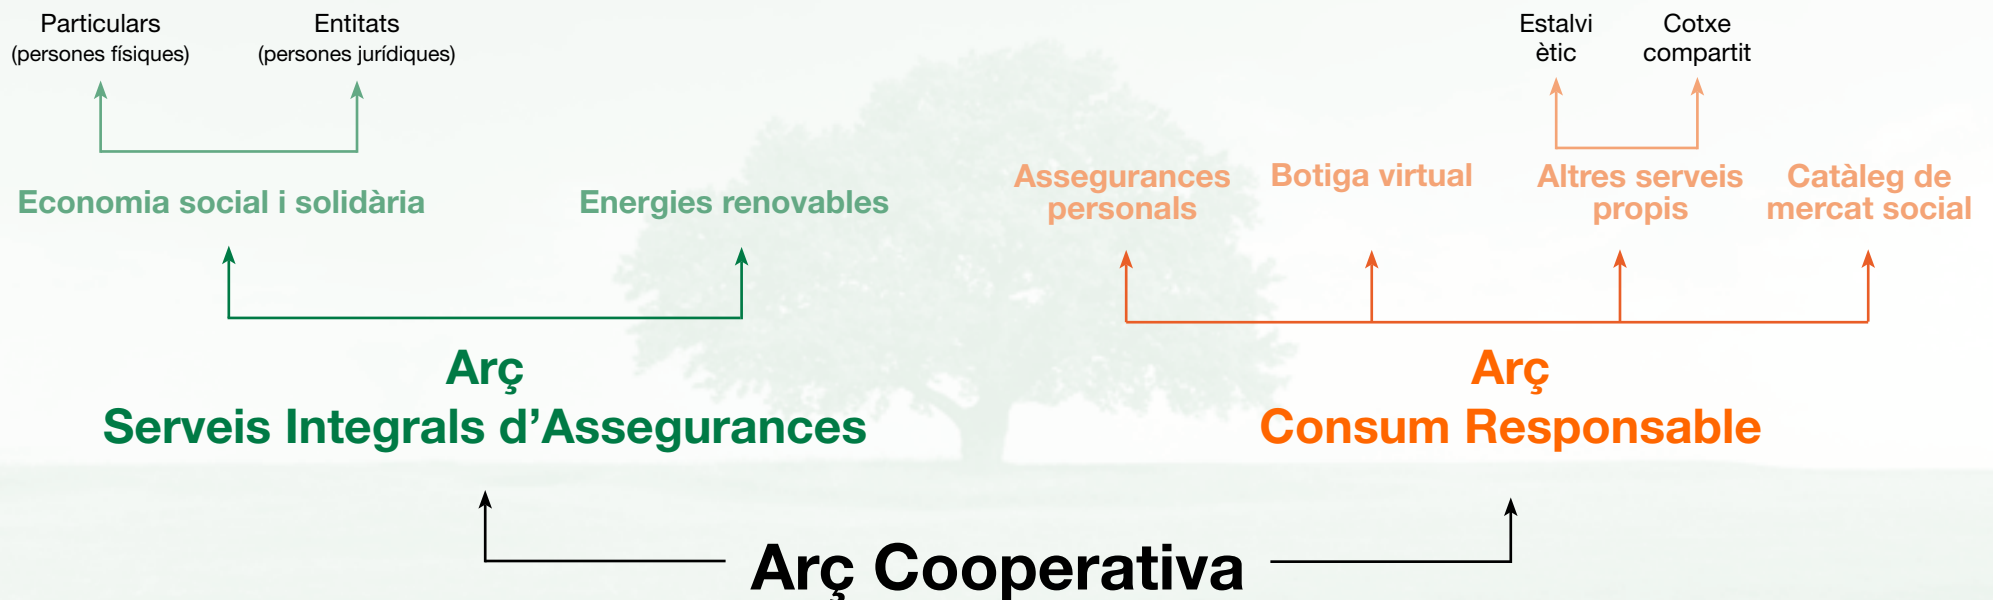 Particulars
(persones físiques)
Entitats
(persones jurídiques)
Estalvi
ètic
Cotxe
compartit
Economia social i solidària
Energies renovables
Assegurances
personals
Botiga virtual
Altres serveis
propis
Catàleg de
mercat social
Arç
Serveis Integrals d’Assegurances
Arç
Consum Responsable
Arç Cooperativa